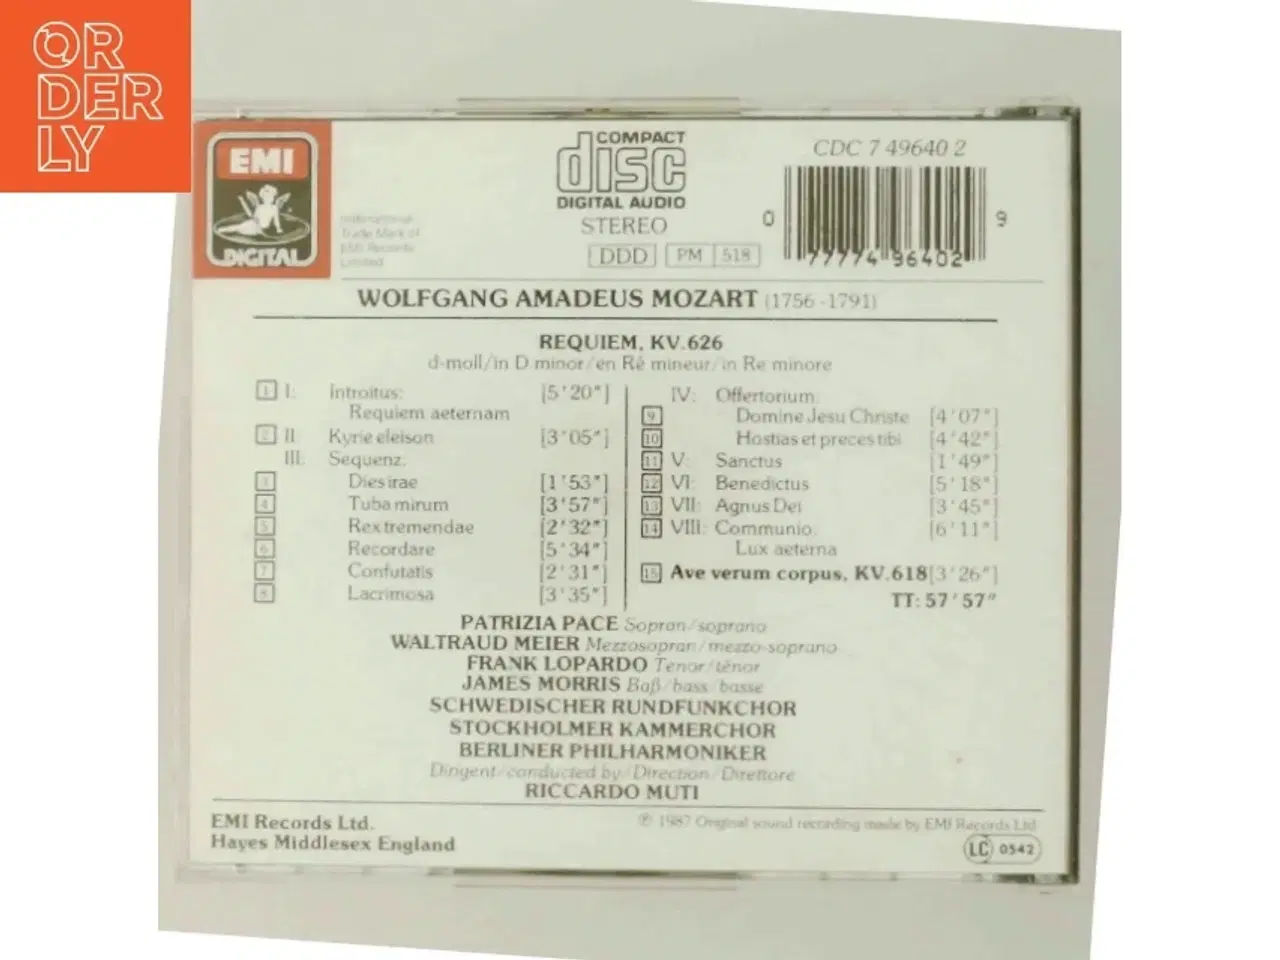 ORDERLY
EMI
DIGITAL
International
Trade Mark of
EMI Records
Limited
COMPACT
disc
DIGITAL AUDIO
STEREO
DDD PM 518
CDC 7 49640 2
0 77774 96402 9
WOLFGANG AMADEUS MOZART (1756-1791)
REQUIEM, KV.626
d-moll/in D minor/en Ré mineur/in Re minore
1 I: Introitus: [5'20"]
Requiem aeternam
2 II: Kyrie eleison [3'05"]
III: Sequenz:
3 Dies irae [1'53"]
4 Tuba mirum [3'57"]
5 Rex tremendae [2'32"]
6 Recordare [5'34"]
7 Confutatis [2'31"]
8 Lacrimosa [3'35"]
IV: Offertorium:
9 Domine Jesu Christe [4'07"]
10 Hostias et preces tibi [4'42"]
11 V: Sanctus [1'49"]
12 VI: Benedictus [5'18"]
13 VII: Agnus Dei [3'45"]
14 VIII: Communio: [6'11"]
Lux aeterna
15 Ave verum corpus, KV.618 [3'26"]
TT: 57'57"
PATRIZIA PACE Sopran/soprano
WALTRAUD MEIER Mezzosopran/mezzo-soprano
FRANK LOPARDO Tenor/ténor
JAMES MORRIS Baß/bass/basse
SCHWEDISCHER RUNDFUNKCHOR
STOCKHOLMER KAMMERCHOR
BERLINER PHILHARMONIKER
Dirigent/conducted by/Direction/Direttore
RICCARDO MUTI
EMI Records Ltd.
Hayes Middlesex England
℗ 1987 Original sound recording made by EMI Records Ltd.
LC 0542